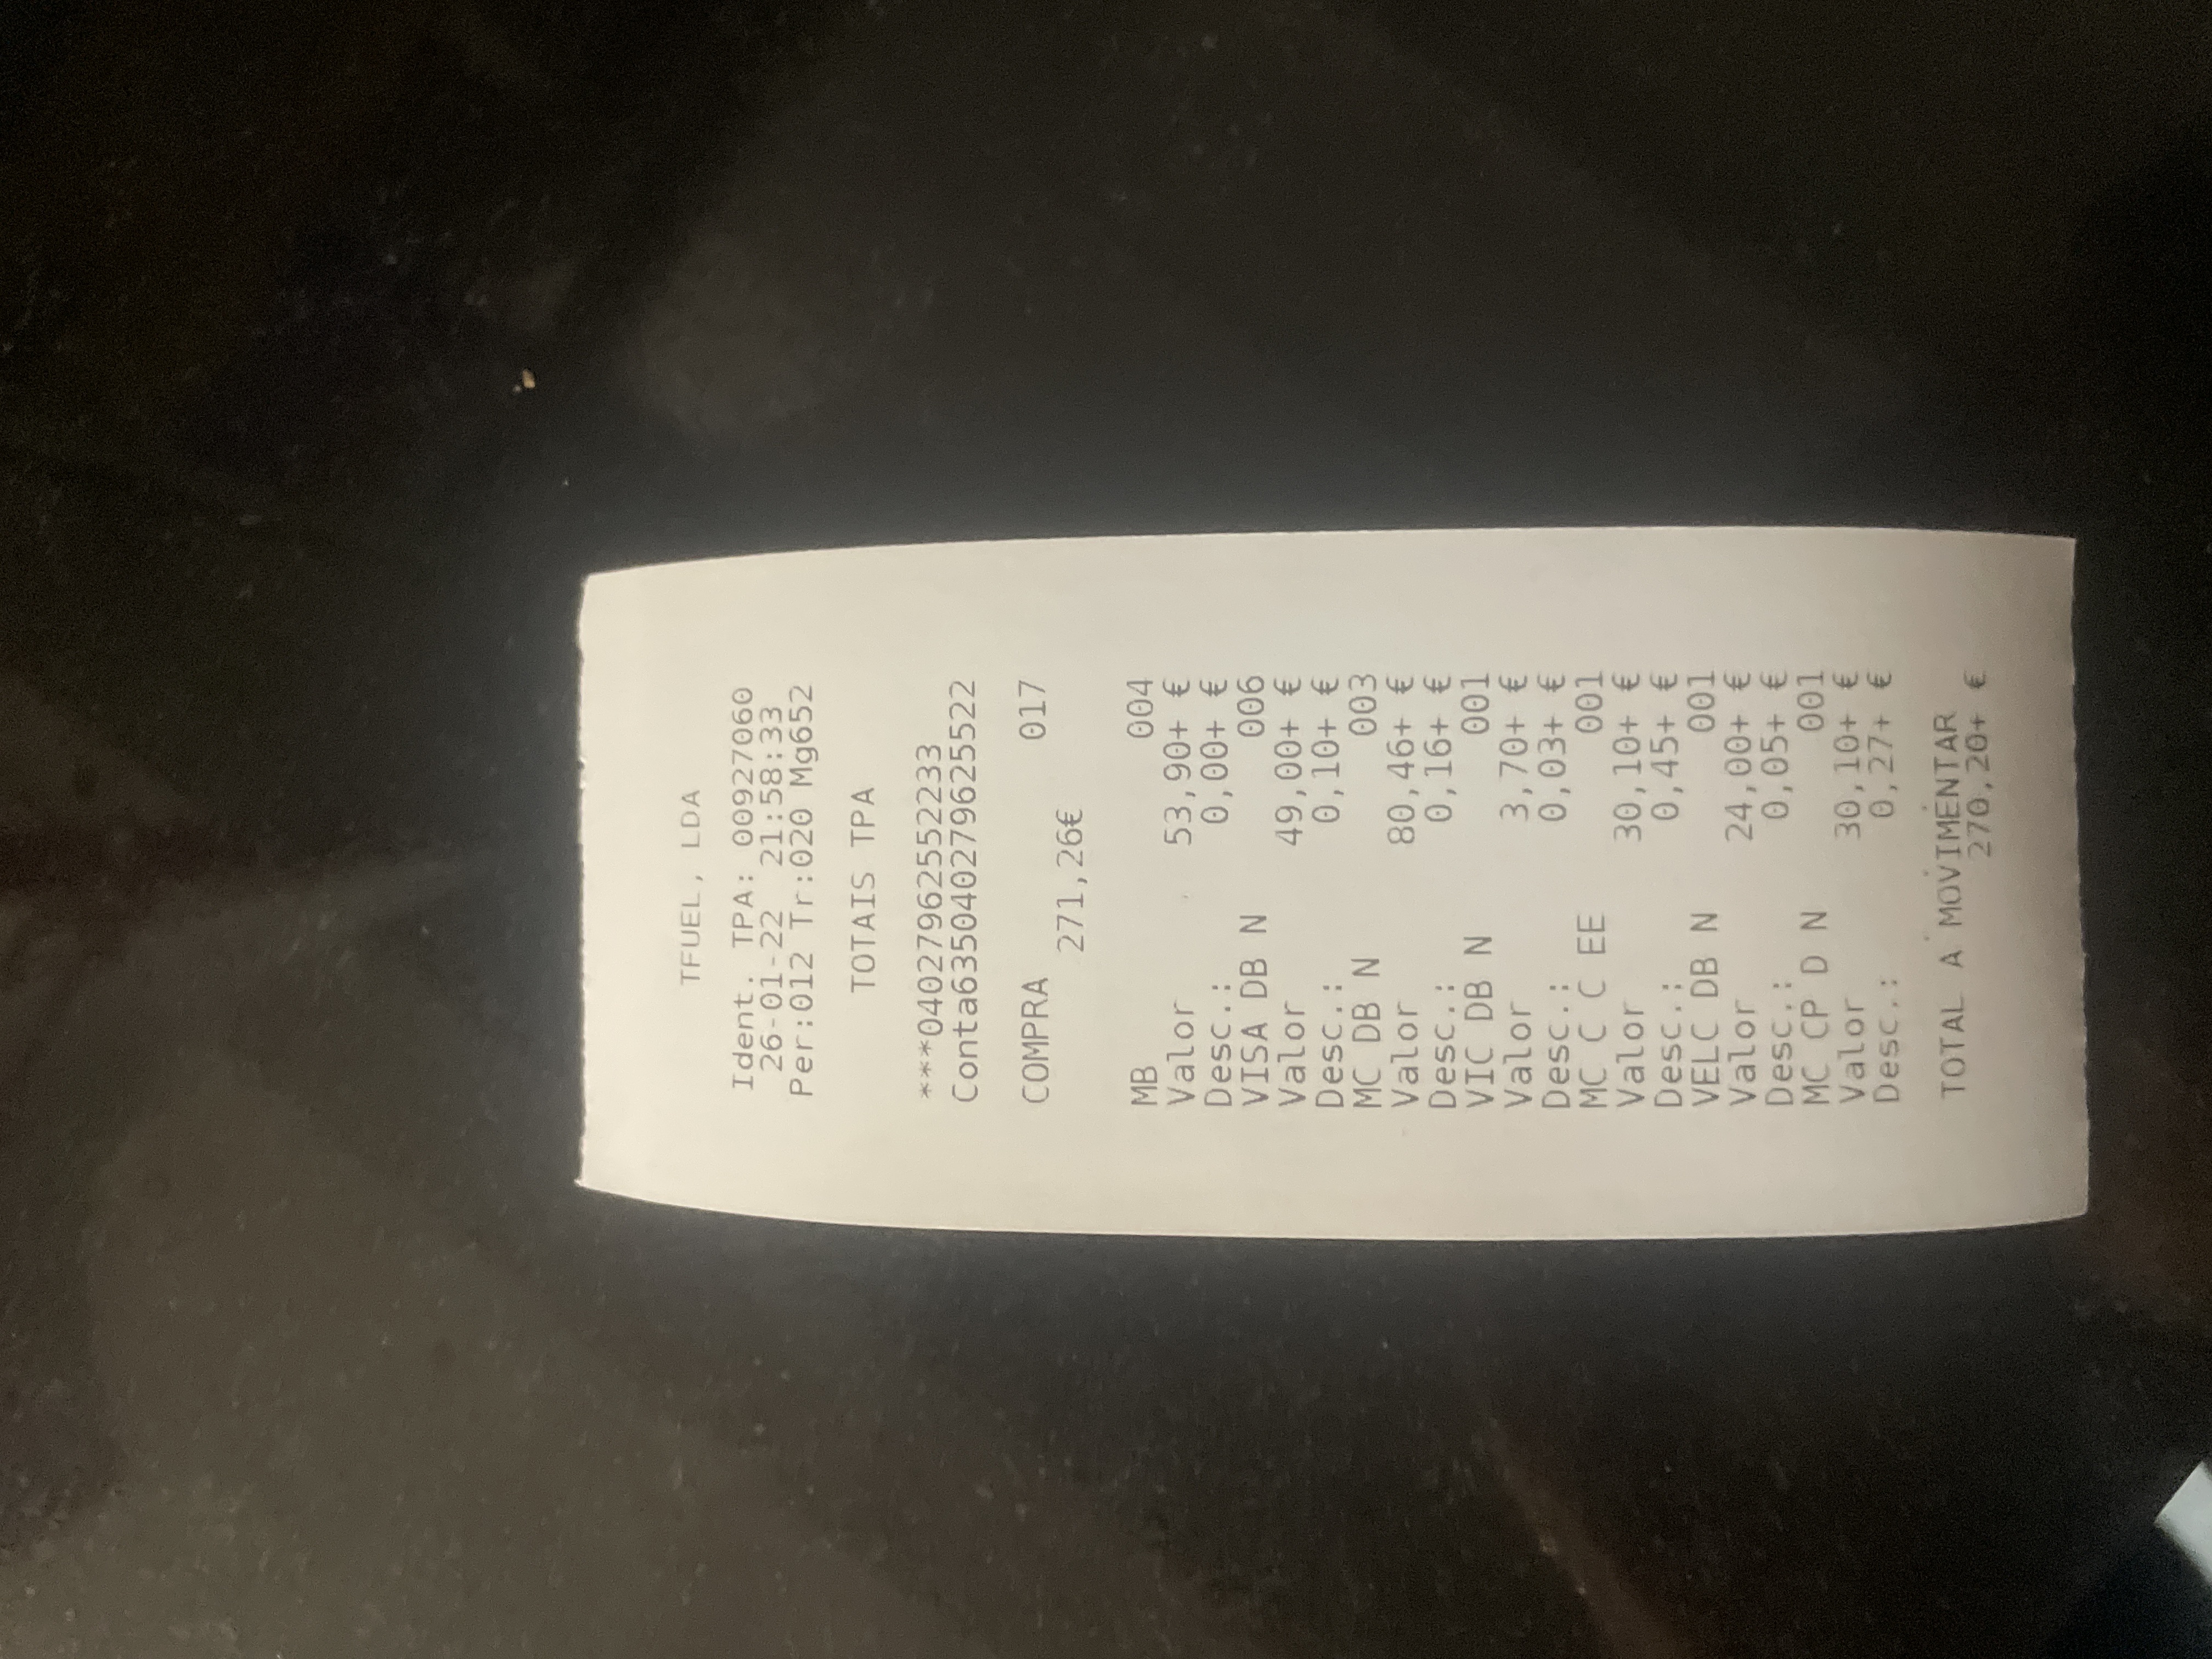 TFUEL, LDA
Ident. TPA: 00927060
26-01-22 21:58:33
Per:012 Tr:020 Mg652
TOTAIS TPA
***0402796255522233
Conta6350402796255522
COMPRA 017
271,26€
MB 004
Valor 53,90+ €
Desc.: 0,00+ €
VISA DB N 006
Valor 49,00+ €
Desc.: 0,10+ €
MC DB N 003
Valor 80,46+ €
Desc.: 0,16+ €
VIC DB N 001
Valor 3,70+ €
Desc.: 0,03+ €
MC C C EE 001
Valor 30,10+ €
Desc.: 0,45+ €
VELC DB N 001
Valor 24,00+ €
Desc.: 0,05+ €
MC CP D N 001
Valor 30,10+ €
Desc.: 0,27+ €
TOTAL A MOVIMENTAR
270,20+ €